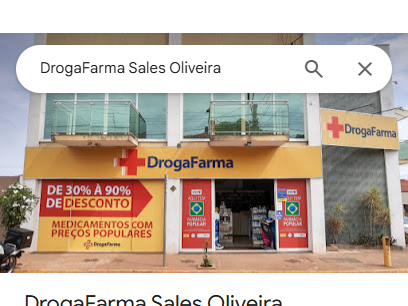 DrogaFarma Sales Oliveira
DrogaFarma
DrogaFarma
DE 30% À 90%
DE DESCONTO
MEDICAMENTOS COM
PREÇOS POPULARES
DrogaFarma
AQUI TEM
FARMÁCIA
POPULAR
AQUI TEM
FARMÁCIA
POPULAR
DrogaFarma Sales Oliveira